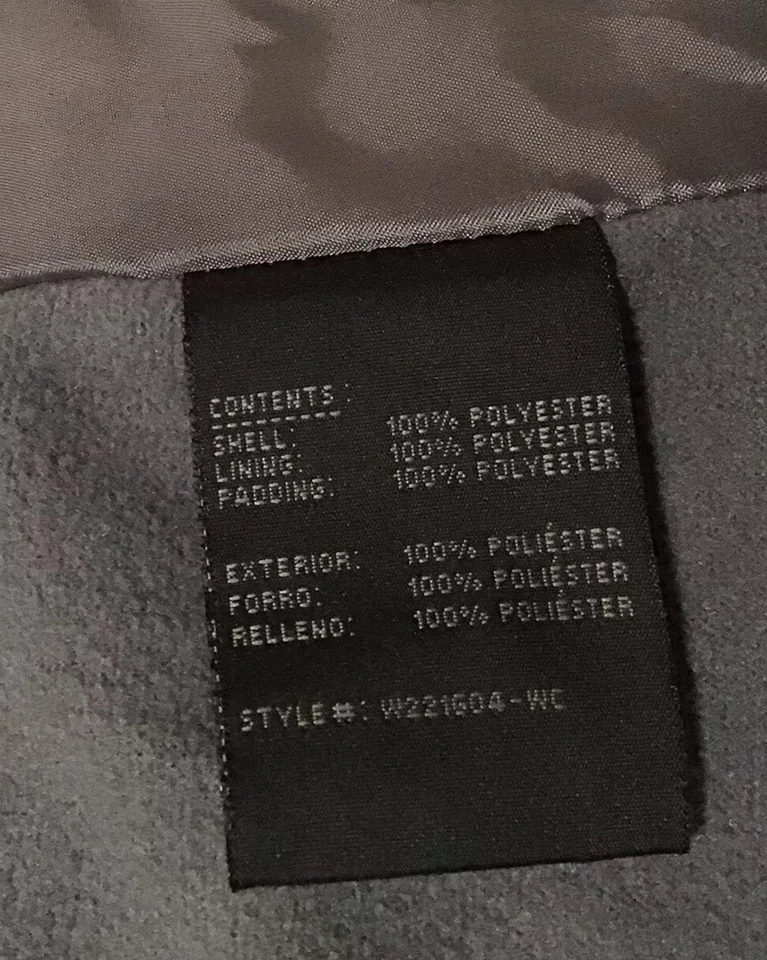 CONTENTS:
SHELL: 100% POLYESTER
LINING: 100% POLYESTER
PADDING: 100% POLYESTER
EXTERIOR: 100% POLIÉSTER
FORRO: 100% POLIÉSTER
RELLENO: 100% POLIÉSTER
STYLE#: W221604-WC